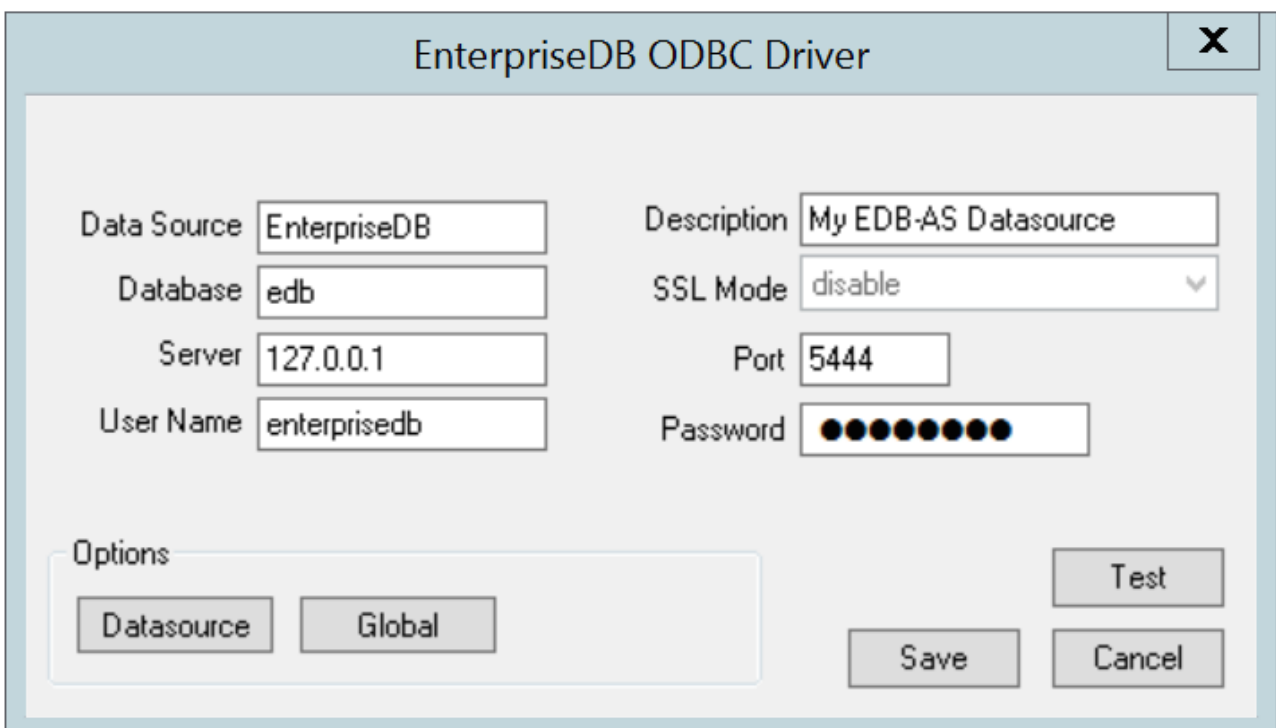 EnterpriseDB ODBC Driver
X
Data Source EnterpriseDB Description My EDB-AS Datasource
Database edb SSL Mode disable
Server 127.0.0.1 Port 5444
User Name enterprisedb Password ●●●●●●●●
Options
Datasource Global
Test
Save Cancel